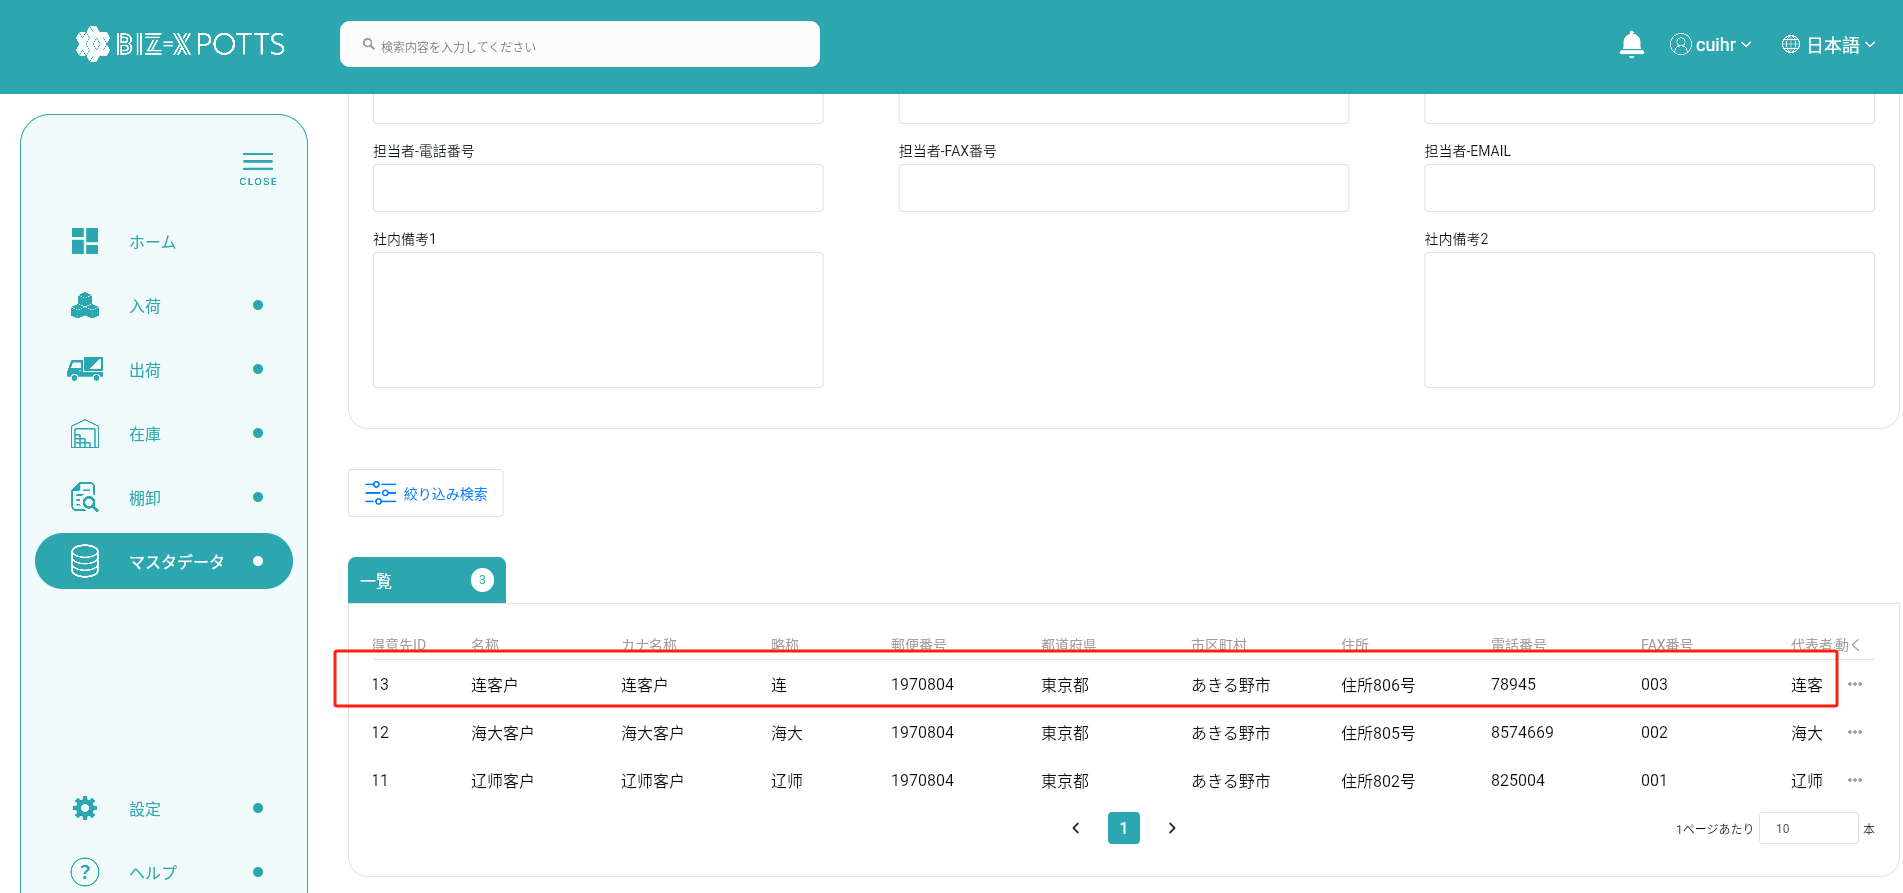 BIZ-X POTTS
検索内容を入力してください
cuihr
日本語
CLOSE
ホーム
入荷
出荷
在庫
棚卸
マスタデータ
設定
ヘルプ
担当者-電話番号 担当者-FAX番号 担当者-EMAIL
社内備考1 社内備考2
絞り込み検索
一覧 3
得意先ID 名称 カナ名称 略称 郵便番号 都道府県 市区町村 住所 電話番号 FAX番号 代表者 動く
13 连客户 连客户 连 1970804 東京都 あきる野市 住所806号 78945 003 连客 •••
12 海大客户 海大客户 海大 1970804 東京都 あきる野市 住所805号 8574669 002 海大 •••
11 辽师客户 辽师客户 辽师 1970804 東京都 あきる野市 住所802号 825004 001 辽师 •••
1
1ページあたり 10 本